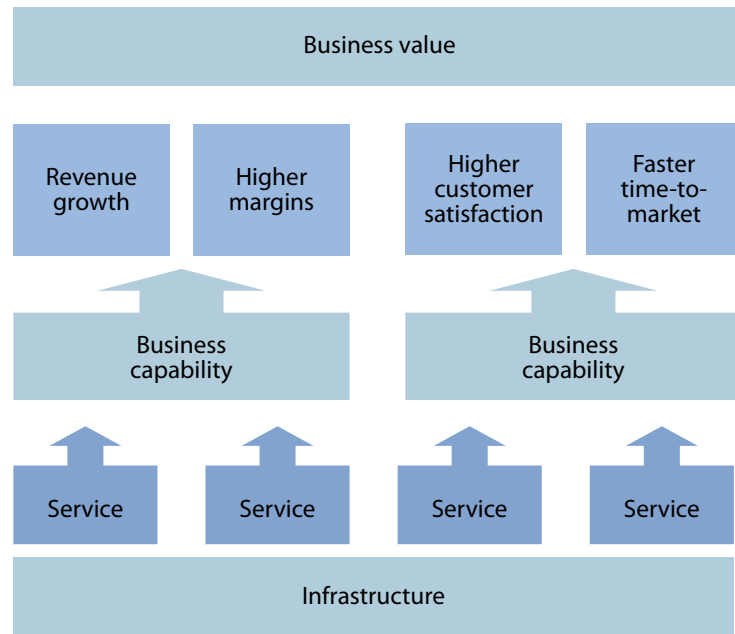 Business value
Revenue
growth
Higher
margins
Higher
customer
satisfaction
Faster
time-to-
market
Business
capability
Business
capability
Service
Service
Service
Service
Infrastructure